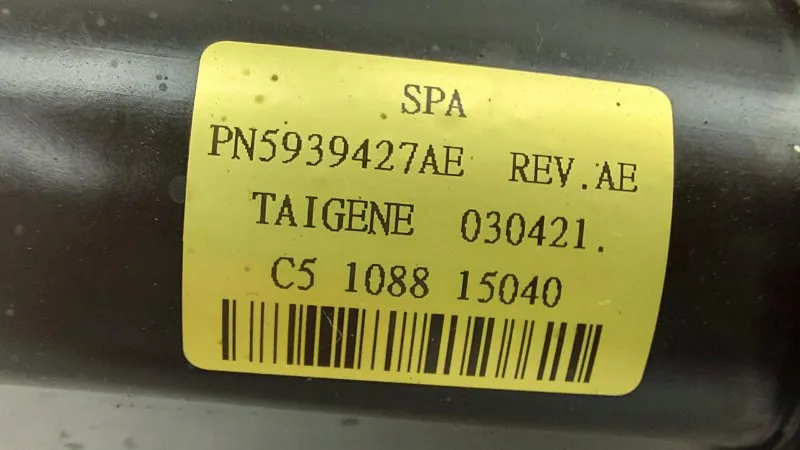 SPA
PN5939427AE REV.AE
TAIGENE 030421.
C5 1088 15040